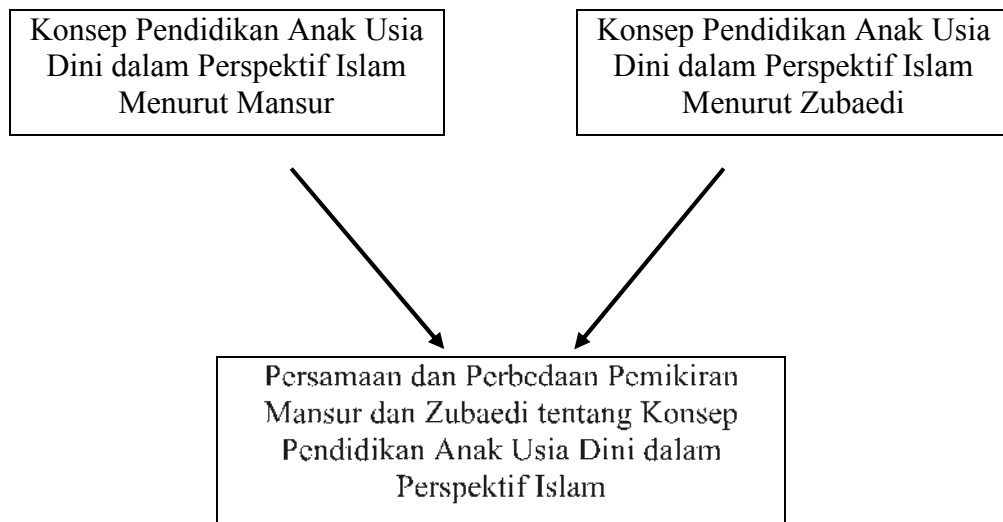 Konsep Pendidikan Anak Usia
Dini dalam Perspektif Islam
Menurut Mansur
Konsep Pendidikan Anak Usia
Dini dalam Perspektif Islam
Menurut Zubaedi
Persamaan dan Perbedaan Pemikiran
Mansur dan Zubaedi tentang Konsep
Pendidikan Anak Usia Dini dalam
Perspektif Islam